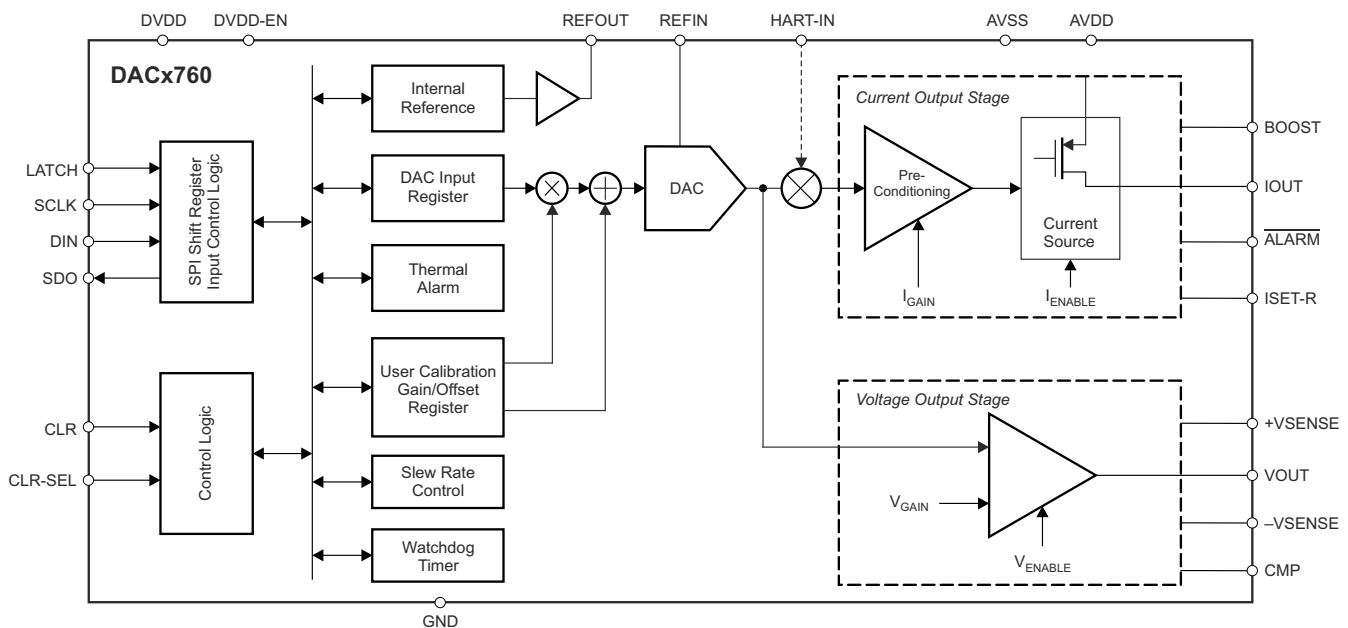 DVDD
DVDD-EN
REFOUT
REFIN
HART-IN
AVSS
AVDD
DACx760
LATCH
SCLK
DIN
SDO
SPI Shift Register
Input Control Logic
CLR
CLR-SEL
Control Logic
Internal
Reference
DAC Input
Register
Thermal
Alarm
User Calibration
Gain/Offset
Register
Slew Rate
Control
Watchdog
Timer
DAC
Current Output Stage
Pre-
Conditioning
Current
Source
IGAIN
IENABLE
BOOST
IOUT
ALARM
ISET-R
Voltage Output Stage
VGAIN
VENABLE
+VSENSE
VOUT
–VSENSE
CMP
GND